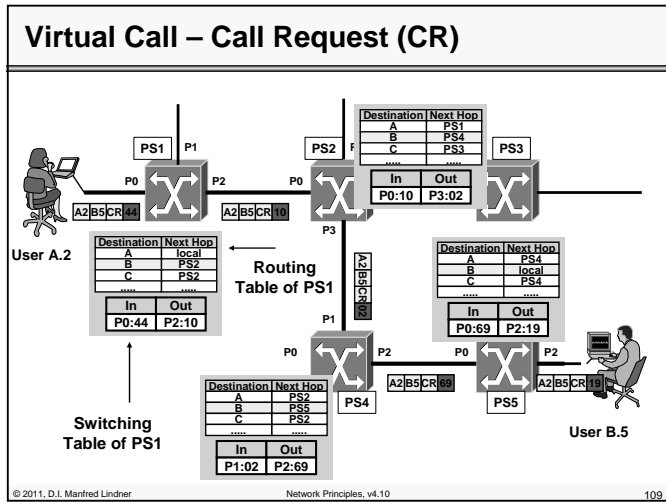 Virtual Call – Call Request (CR)
Destination Next Hop
A PS1
B PS4
C PS3
..... .....
In Out
P0:10 P3:02
PS1
P1
PS2
PS3
P0
P2
P0
A2 B5 CR 44
A2 B5 CR 10
P3
User A.2
Destination Next Hop
A local
B PS2
C PS2
..... .....
In Out
P0:44 P2:10
Routing
Table of PS1
A2 B5 CR 02
Destination Next Hop
A PS4
B local
C PS4
..... .....
In Out
P0:69 P2:19
P1
P0
P2
P0
P2
PS4
A2 B5 CR 69
PS5
A2 B5 CR 19
User B.5
Switching
Table of PS1
Destination Next Hop
A PS2
B PS5
C PS2
..... .....
In Out
P1:02 P2:69
© 2011, D.I. Manfred Lindner
Network Principles, v4.10
109